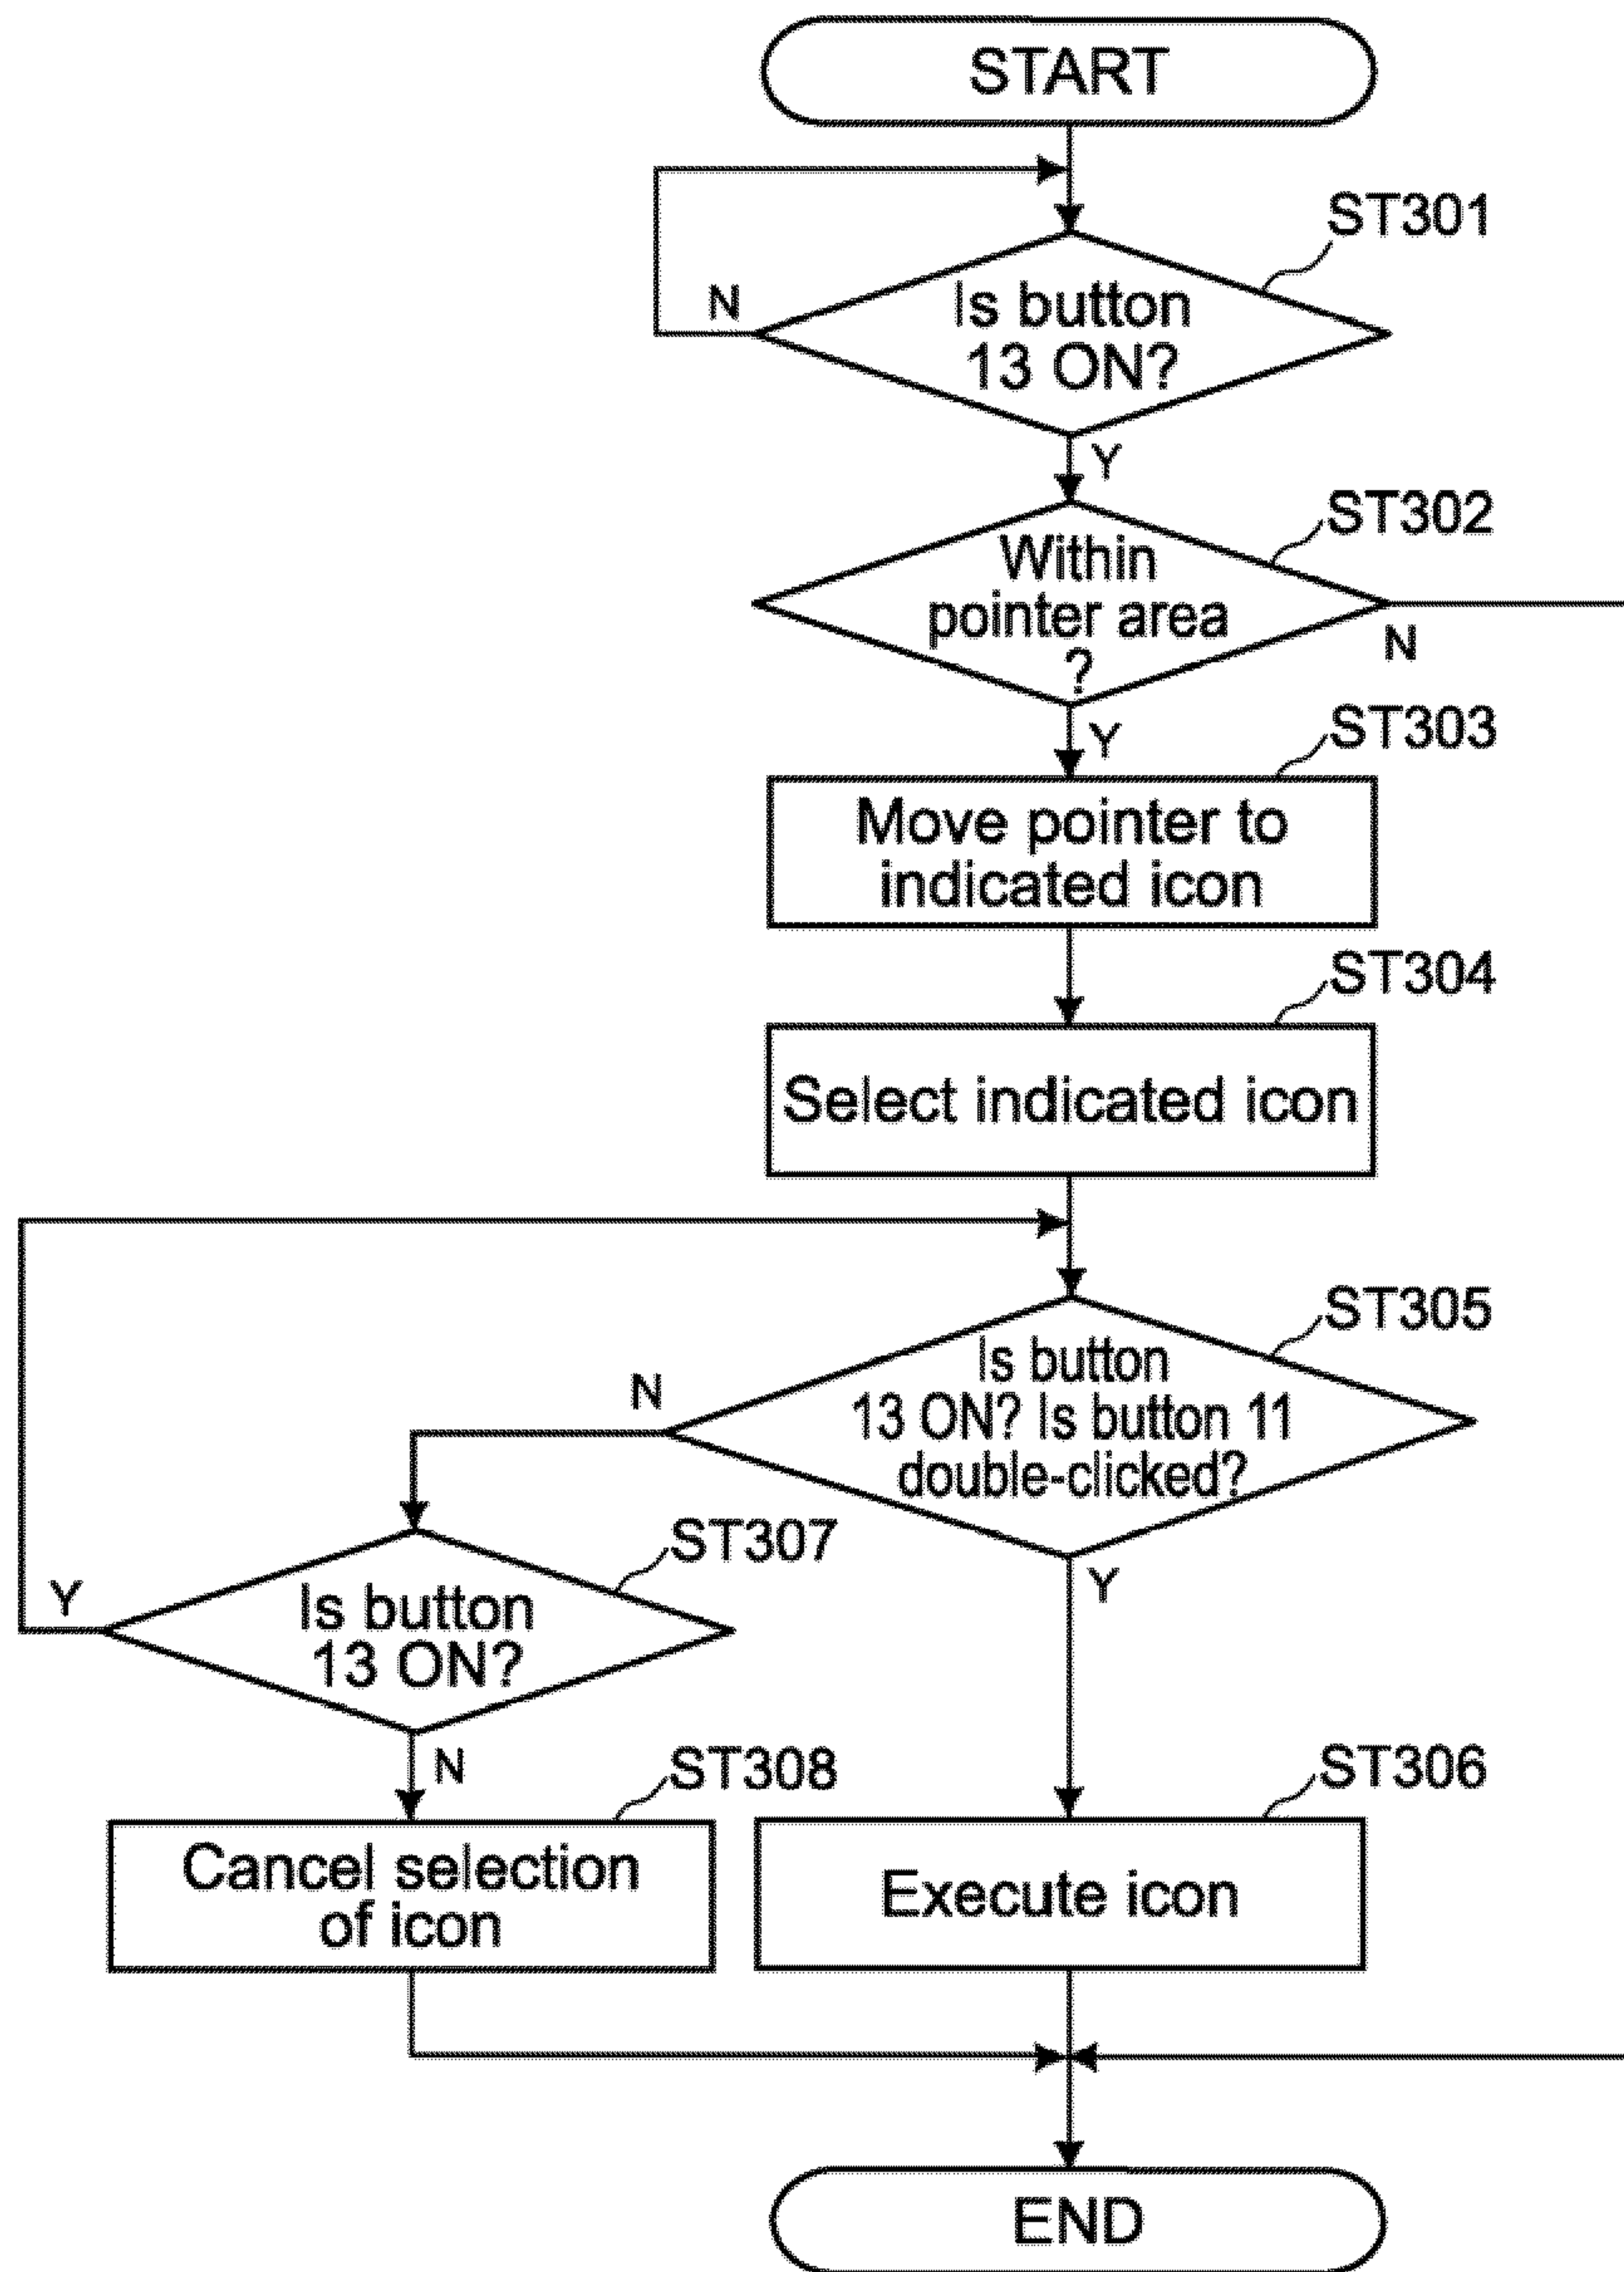 START
ST301
Is button
13 ON?
N
Y
ST302
Within
pointer area
?
N
Y
ST303
Move pointer to
indicated icon
ST304
Select indicated icon
ST305
Is button
13 ON? Is button 11
double-clicked?
N
Y
ST307
Is button
13 ON?
Y
N
ST308
Cancel selection
of icon
ST306
Execute icon
END